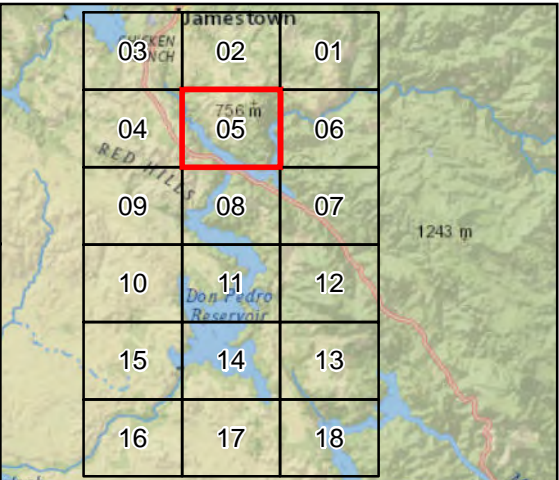 Jamestown
CHICKEN
RANCH
03 02 01
756 m
04 05 06
RED HILLS
09 08 07
1243 m
10 11 12
Don Pedro
Reservoir
15 14 13
16 17 18